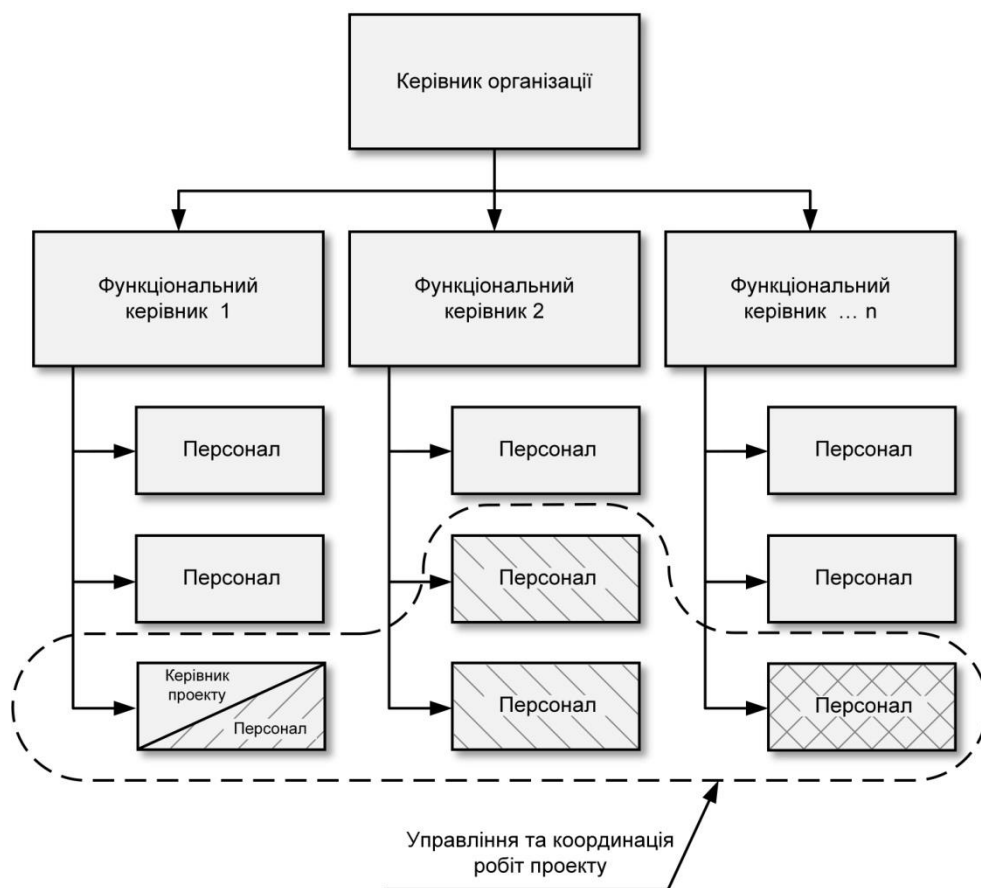 Керівник організації
Функціональний
керівник 1
Функціональний
керівник 2
Функціональний
керівник ... n
Персонал
Персонал
Персонал
Персонал
Персонал
Персонал
Керівник
проекту
Персонал
Персонал
Персонал
Управління та координація
робіт проекту